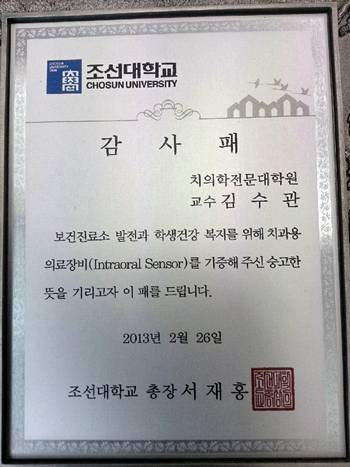 조선대학교
CHOSUN UNIVERSITY
감 사 패
치의학전문대학원
교수 김 수 관
보건진료소 발전과 학생건강 복지를 위해 치과용
의료장비(Intraoral Sensor)를 기증해 주신 숭고한
뜻을 기리고자 이 패를 드립니다.
2013년 2월 26일
조선대학교 총장 서 재 홍